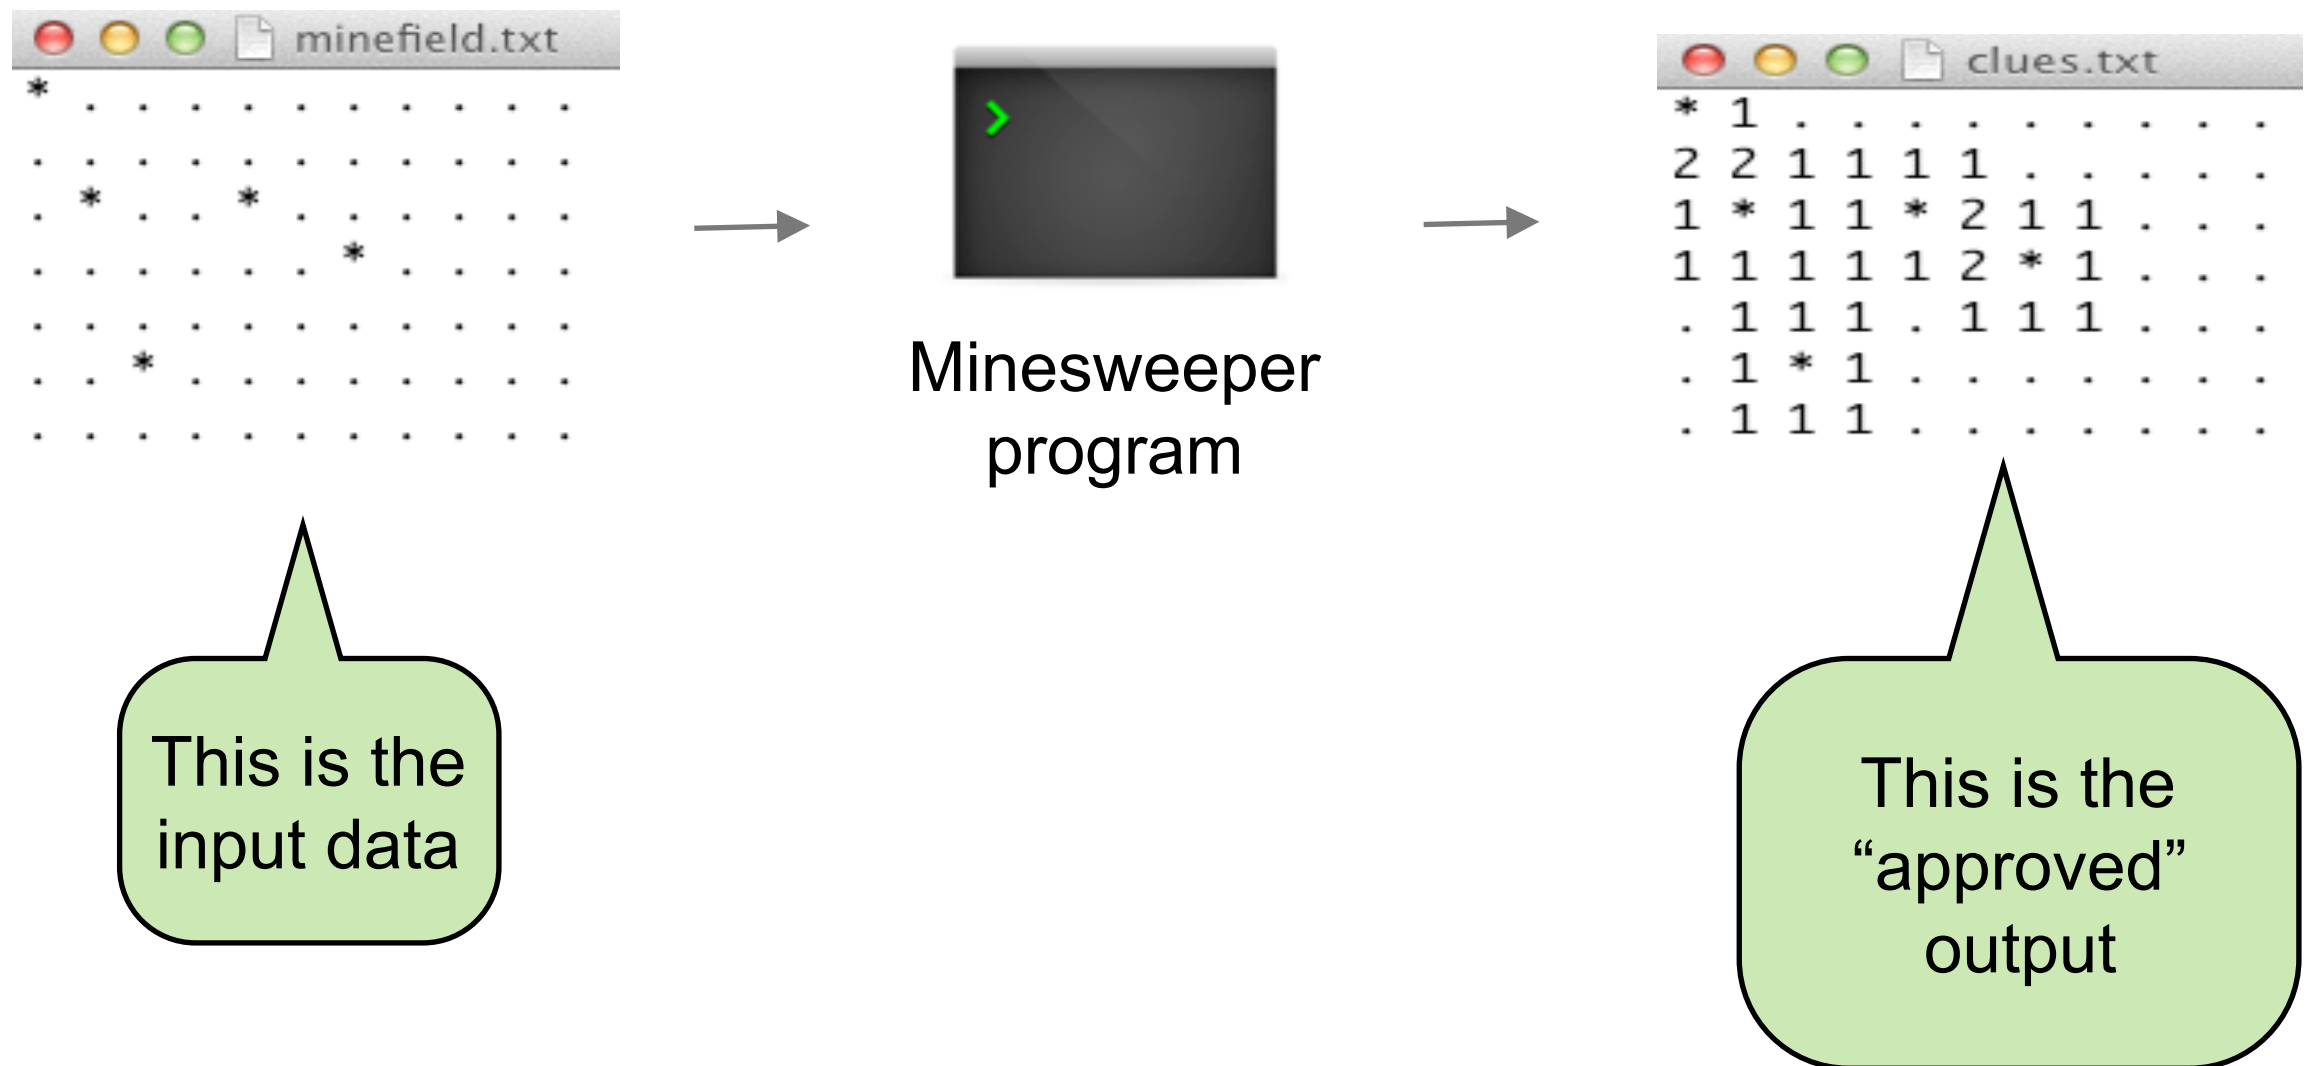 minefield.txt
* . . . . . . . . . .
. . . . . . . . . . .
. * . . * . . . . . .
. . . . . . * . . . .
. . . . . . . . . . .
. . * . . . . . . . .
. . . . . . . . . . .
>
Minesweeper
program
clues.txt
* 1 . . . . . . . . .
2 2 1 1 1 1 . . . . .
1 * 1 1 * 2 1 1 . . .
1 1 1 1 1 2 * 1 . . .
. 1 1 1 . 1 1 1 . . .
. 1 * 1 . . . . . . .
. 1 1 1 . . . . . . .
This is the
input data
This is the
“approved”
output